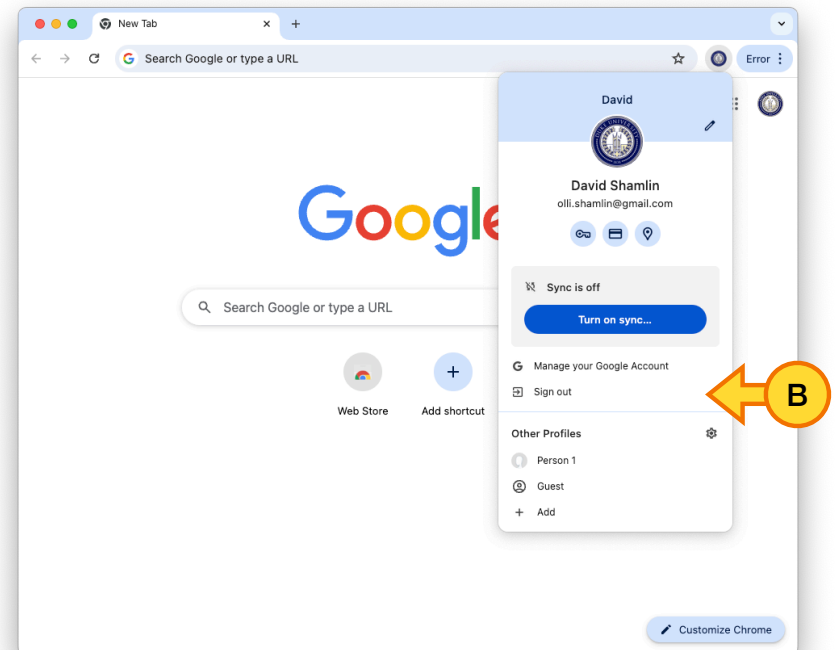 New Tab
Search Google or type a URL
Error
David
David Shamlin
olli.shamlin@gmail.com
Google
Sync is off
Turn on sync...
Search Google or type a URL
G Manage your Google Account
Sign out
B
Web Store
Add shortcut
Other Profiles
Person 1
Guest
Add
Customize Chrome